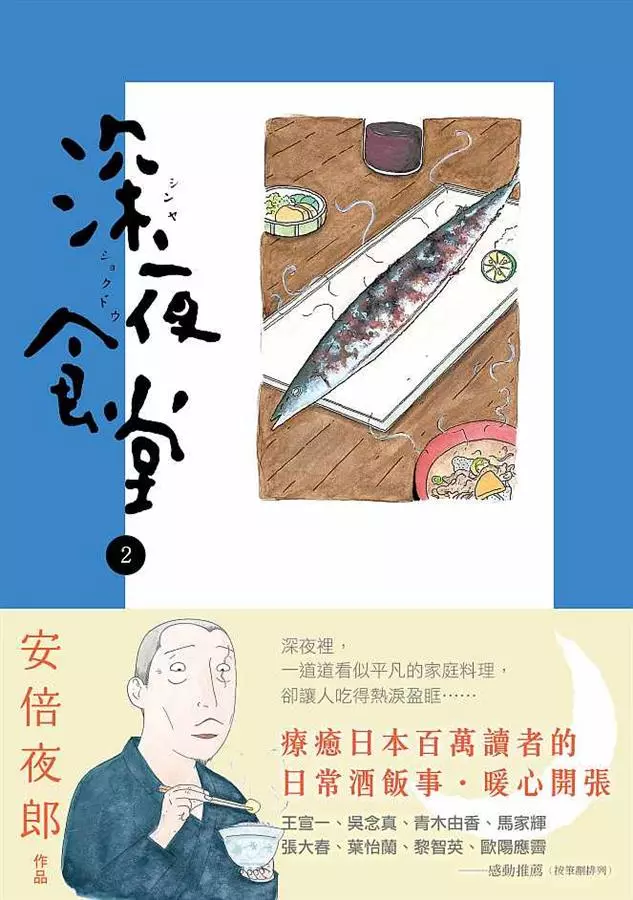 深夜
シンヤ
食堂
ショクドウ
2
安倍夜郎
作品
深夜裡，
一道道看似平凡的家庭料理，
卻讓人吃得熱淚盈眶……
療癒日本百萬讀者的
日常酒飯事・暖心開張
王宣一、吳念真、青木由香、馬家輝
張大春、葉怡蘭、黎智英、歐陽應霽
——感動推薦（按筆劃排列）